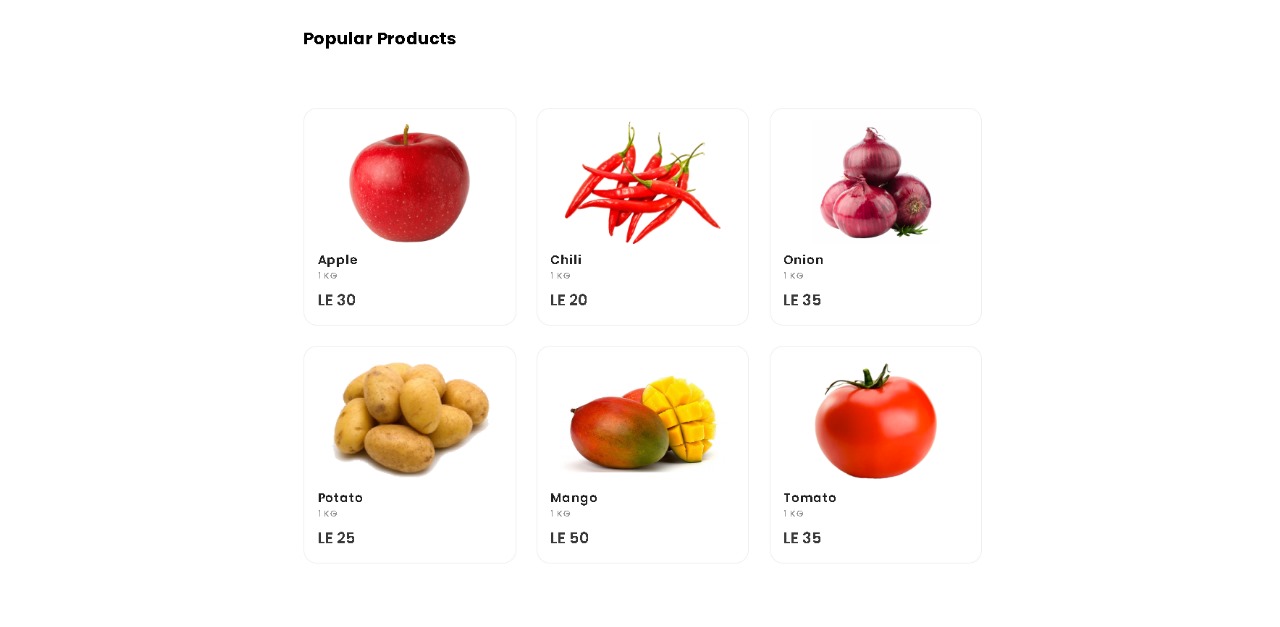 Popular Products
Apple
1 KG
LE 30
Chili
1 KG
LE 20
Onion
1 KG
LE 35
Potato
1 KG
LE 25
Mango
1 KG
LE 50
Tomato
1 KG
LE 35